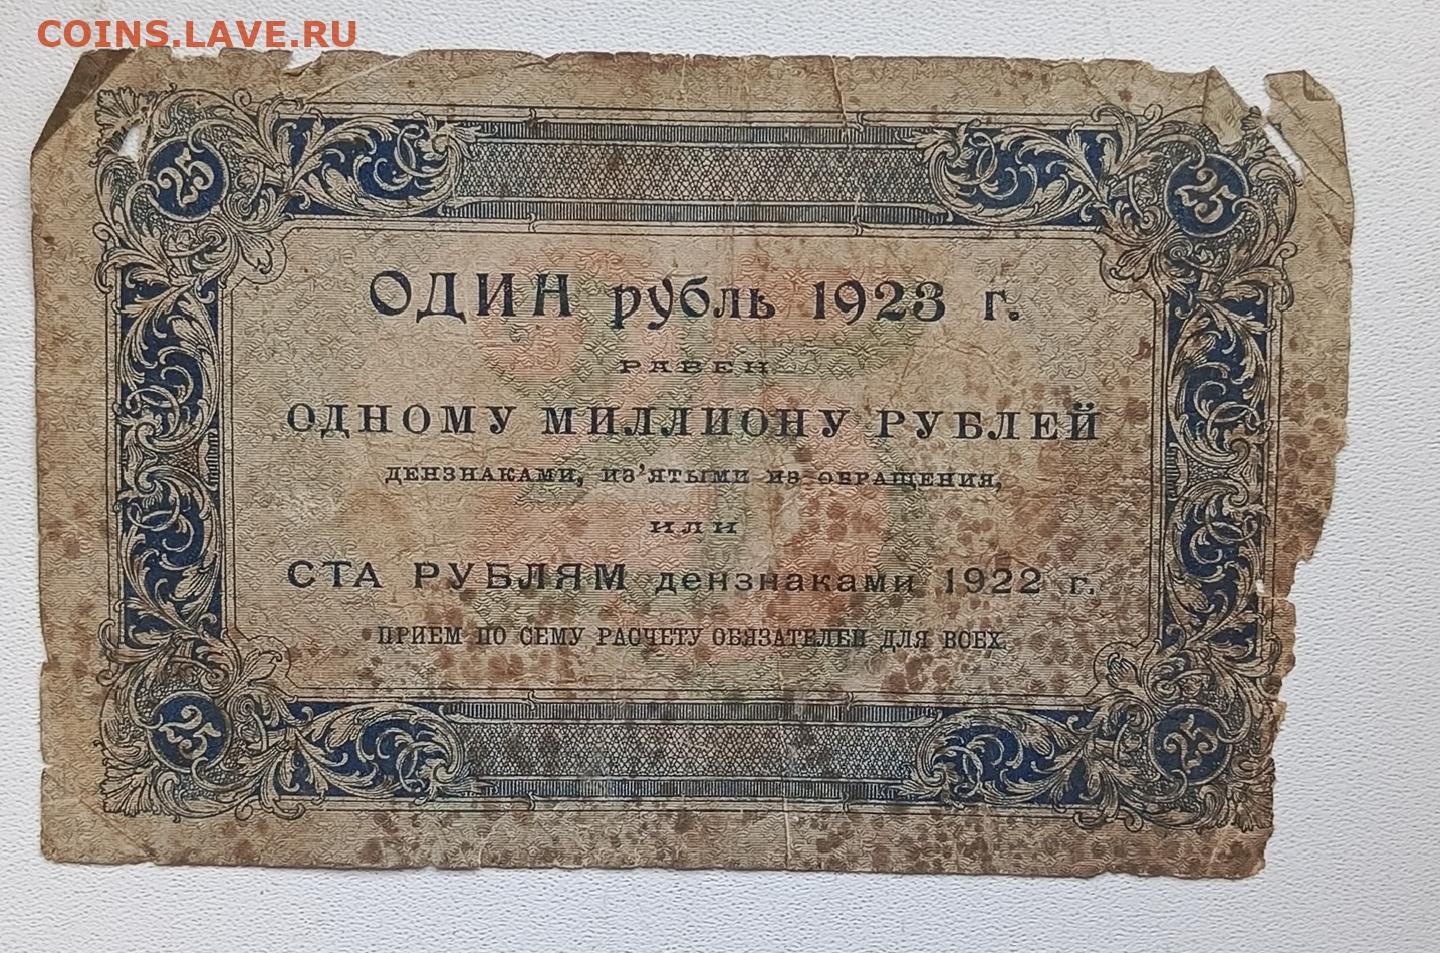 COINS.LAVE.RU
25
25
ОДИН рубль 1923 г.
РАВЕН
ОДНОМУ МИЛЛИОНУ РУБЛЕЙ
ДЕНЗНАКАМИ, ИЗ'ЯТЫМИ ИЗ ОБРАЩЕНИЯ,
ИЛИ
СТА РУБЛЯМ дензнаками 1922 г.
ПРИЕМ ПО СЕМУ РАСЧЕТУ ОБЯЗАТЕЛЕН ДЛЯ ВСЕХ
25
25